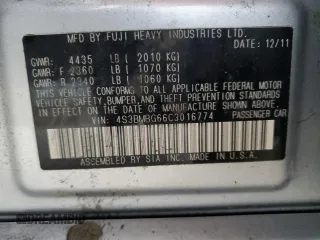 MFD BY FUJI HEAVY INDUSTRIES LTD.
DATE: 12/11
GVWR: 4435 LB ( 2010 KG)
GAWR: F 2360 LB ( 1070 KG)
GAWR: R 2340 LB ( 1060 KG)
THIS VEHICLE CONFORMS TO ALL APPLICABLE FEDERAL MOTOR
VEHICLE SAFETY, BUMPER, AND THEFT PREVENTION STANDARDS
IN EFFECT ON THE DATE OF MANUFACTURE SHOWN ABOVE.
VIN: 4S3BMBG66C3016774 PASSENGER CAR
ASSEMBLED BY SIA INC. MADE IN U.S.A.